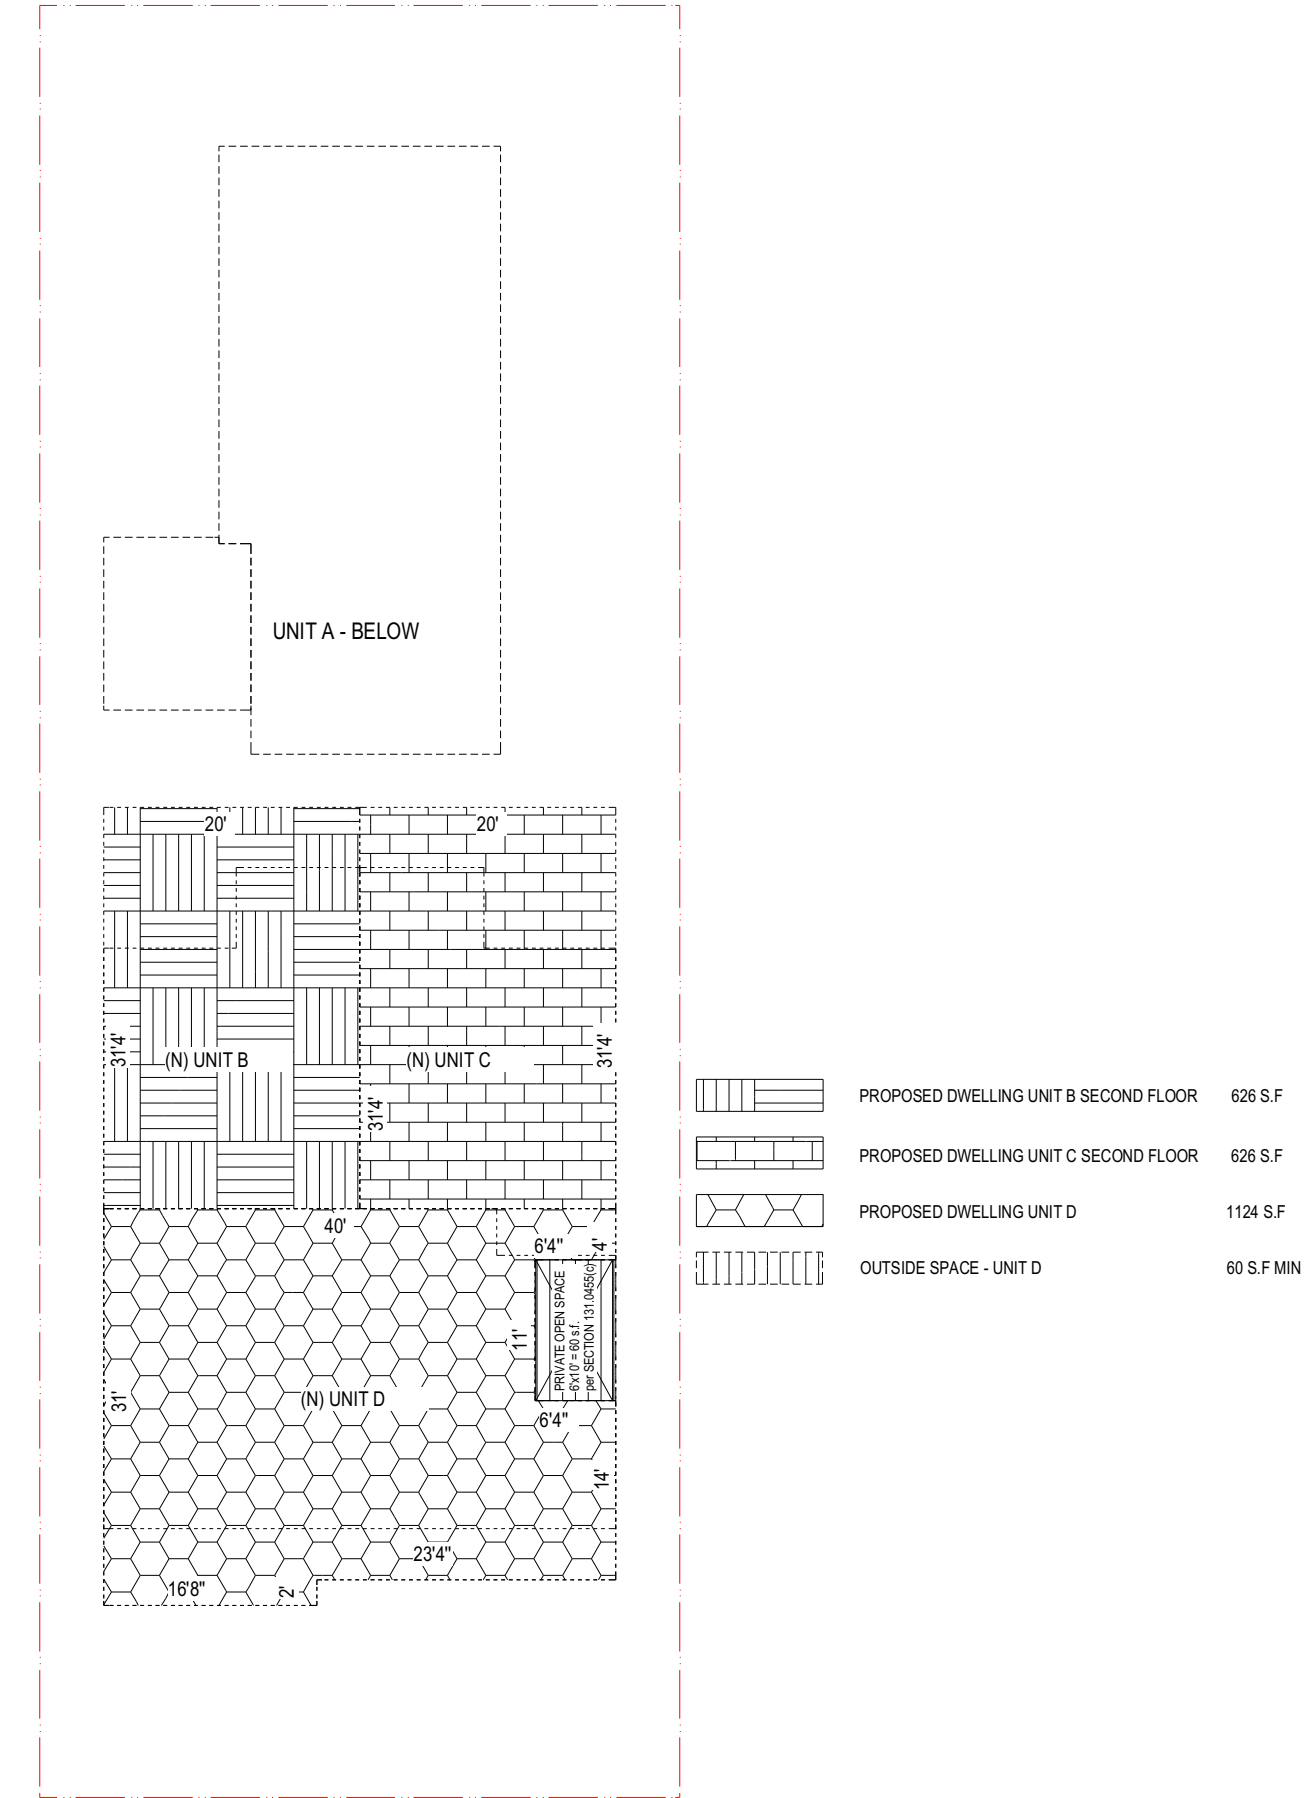 UNIT A - BELOW
20'
20'
31'4'
(N) UNIT B
(N) UNIT C
31'4'
31'4'
PROPOSED DWELLING UNIT B SECOND FLOOR 626 S.F
PROPOSED DWELLING UNIT C SECOND FLOOR 626 S.F
PROPOSED DWELLING UNIT D 1124 S.F
OUTSIDE SPACE - UNIT D 60 S.F MIN
40'
6'4"
4'
PRIVATE OPEN SPACE
6'x10' = 60 s.f.
per SECTION 131.0455(c)
11'
31'
(N) UNIT D
6'4"
14'
23'4"
16'8"
2'